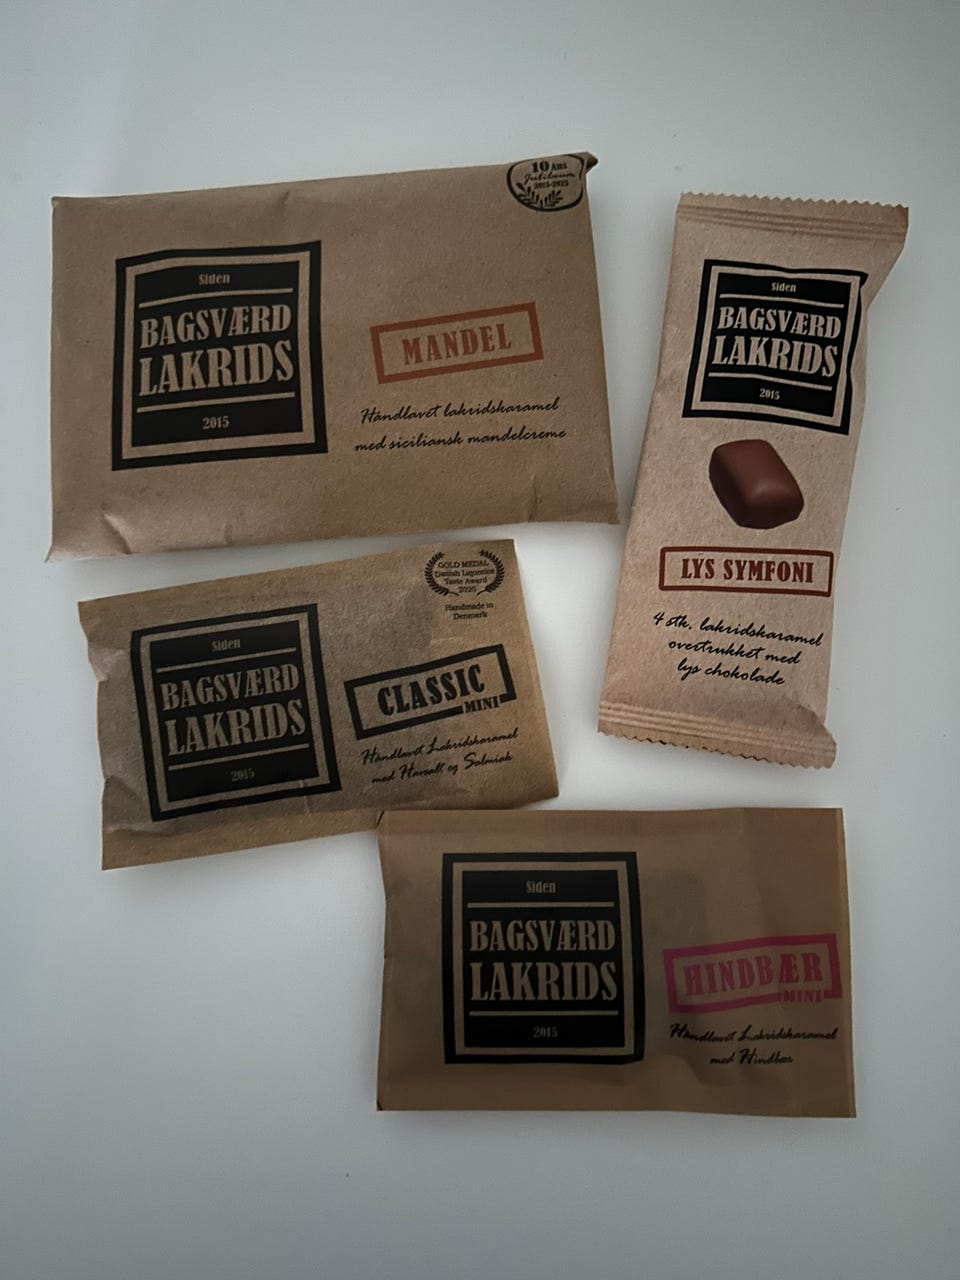 10 ÅRS
Jubilæum
2015-2025
Siden
BAGSVÆRD
LAKRIDS
2015
MANDEL
Håndlavet lakridskaramel
med siciliansk mandelcreme
Siden
BAGSVÆRD
LAKRIDS
2015
LYS SYMFONI
4 stk. lakridskaramel
overtrukket med
lys chokolade
GOLD MEDAL
Danish Liquorice
Taste Award
2020
Handmade in
Denmark
Siden
BAGSVÆRD
LAKRIDS
2015
CLASSIC
MINI
Håndlavet Lakridskaramel
med Havsalt og Salmiak
Siden
BAGSVÆRD
LAKRIDS
2015
HINDBÆR
MINI
Håndlavet Lakridskaramel
med Hindbær